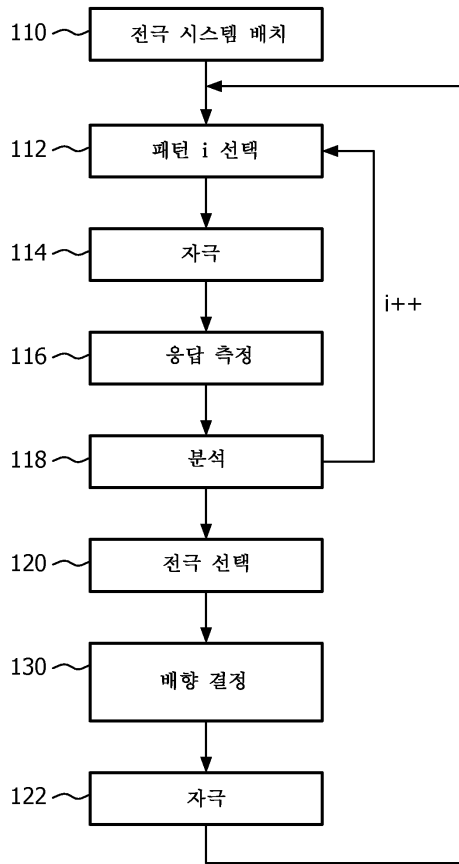 110 전극 시스템 배치
112 패턴 i 선택
114 자극
i++
116 응답 측정
118 분석
120 전극 선택
130 배향 결정
122 자극